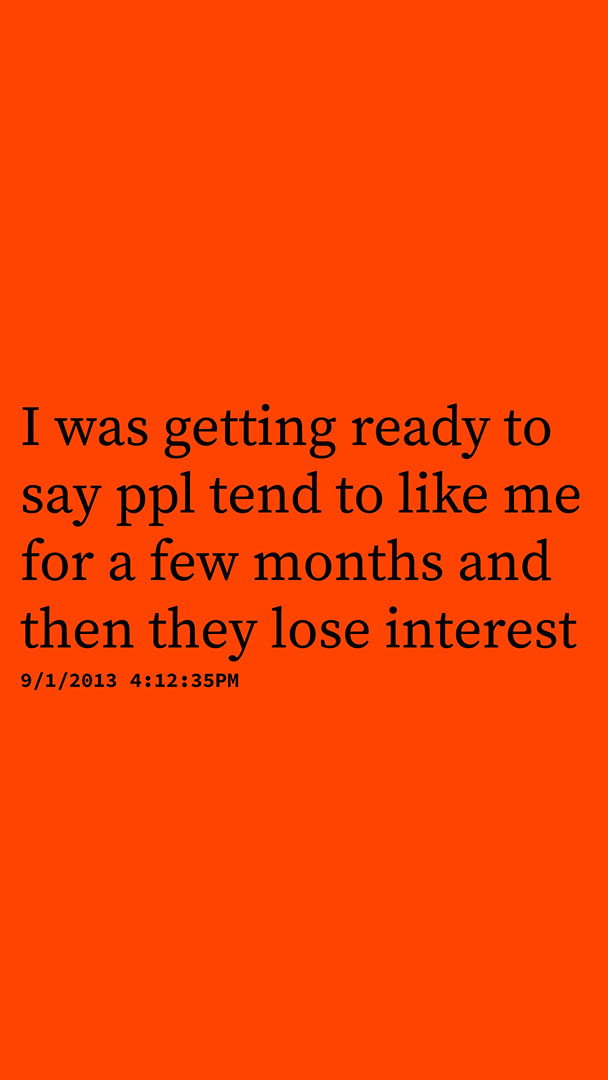 I was getting ready to
say ppl tend to like me
for a few months and
then they lose interest
9/1/2013 4:12:35PM